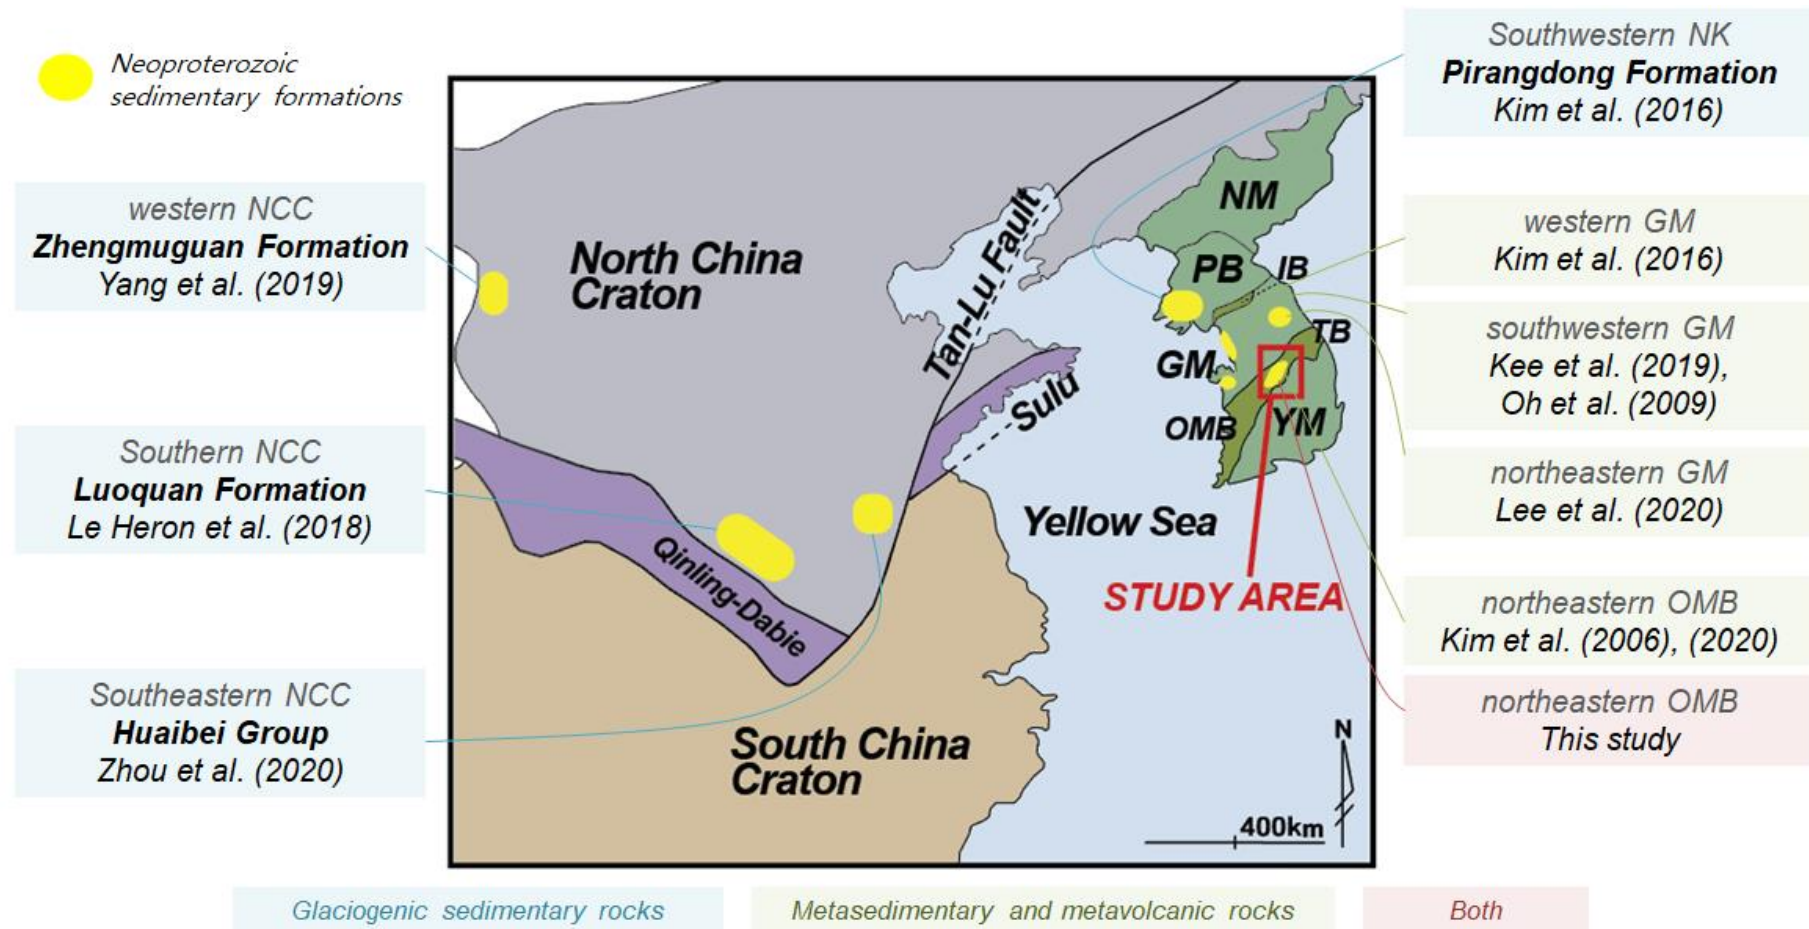 Neoproterozoic
sedimentary formations
western NCC
Zhengmuguan Formation
Yang et al. (2019)
Southern NCC
Luoquan Formation
Le Heron et al. (2018)
Southeastern NCC
Huaibei Group
Zhou et al. (2020)
North China
Craton
Tan-Lu Fault
Sulu
Qinling-Dabie
South China
Craton
Yellow Sea
NM
PB
IB
TB
GM
OMB
YM
STUDY AREA
N
400km
Southwestern NK
Pirangdong Formation
Kim et al. (2016)
western GM
Kim et al. (2016)
southwestern GM
Kee et al. (2019),
Oh et al. (2009)
northeastern GM
Lee et al. (2020)
northeastern OMB
Kim et al. (2006), (2020)
northeastern OMB
This study
Glaciogenic sedimentary rocks
Metasedimentary and metavolcanic rocks
Both